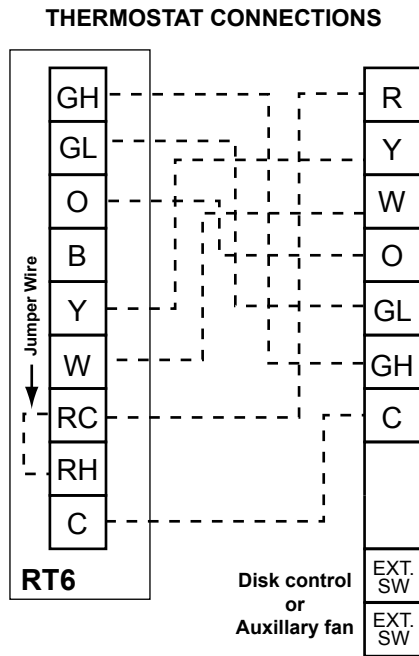 THERMOSTAT CONNECTIONS
GH
GL
O
B
Y
W
RC
RH
C
Jumper Wire
RT6
R
Y
W
O
GL
GH
C
EXT.
SW
EXT.
SW
Disk control
or
Auxillary fan